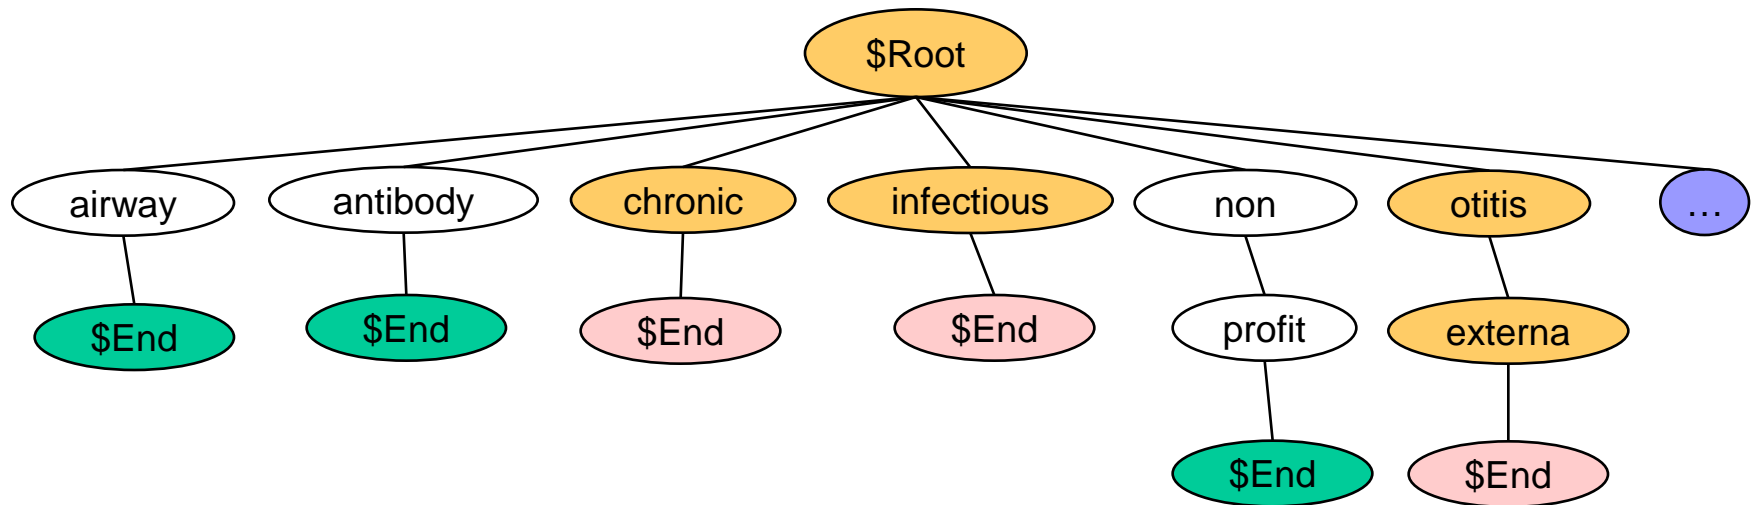 $Root
airway antibody chronic infectious non otitis ...
$End $End $End $End profit externa
$End $End